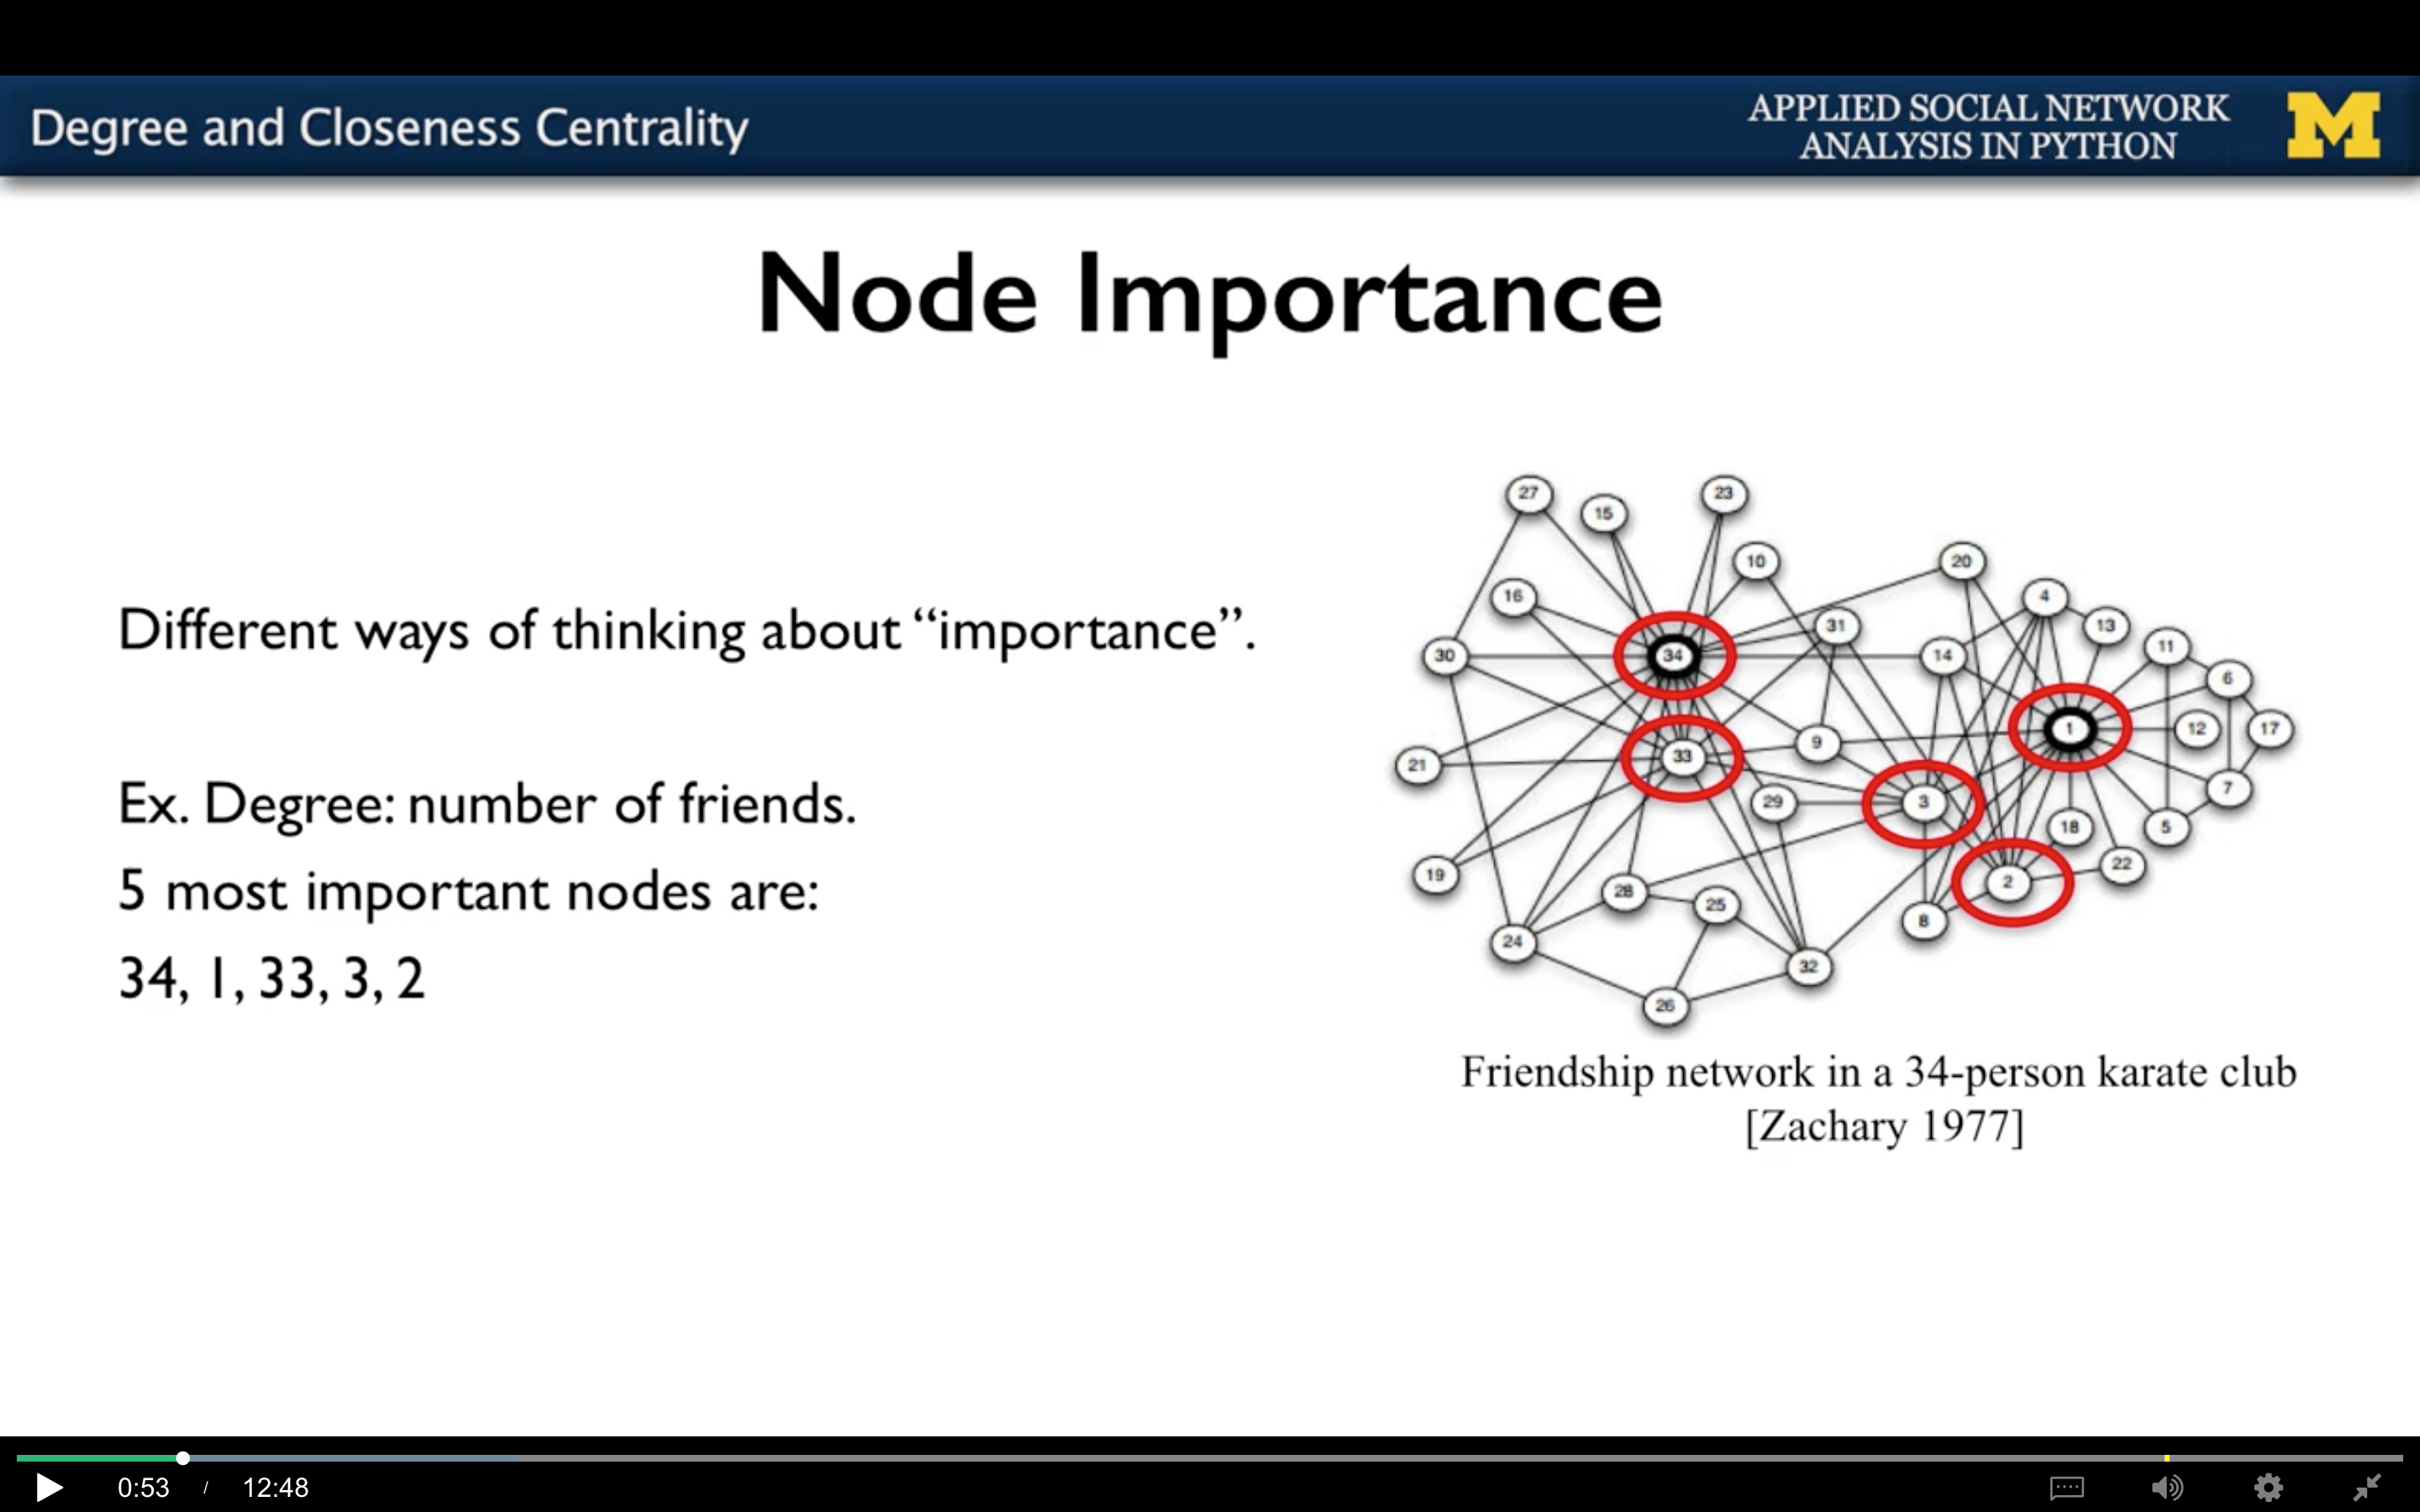 Degree and Closeness Centrality
APPLIED SOCIAL NETWORK
ANALYSIS IN PYTHON
M
Node Importance
Different ways of thinking about “importance”.
Ex. Degree: number of friends.
5 most important nodes are:
34, 1, 33, 3, 2
27
15
23
10
20
16
4
31
13
30
34
14
11
6
1
12
17
33
9
21
29
3
7
18
5
19
28
25
2
22
8
24
32
26
Friendship network in a 34-person karate club
[Zachary 1977]
0:53 / 12:48